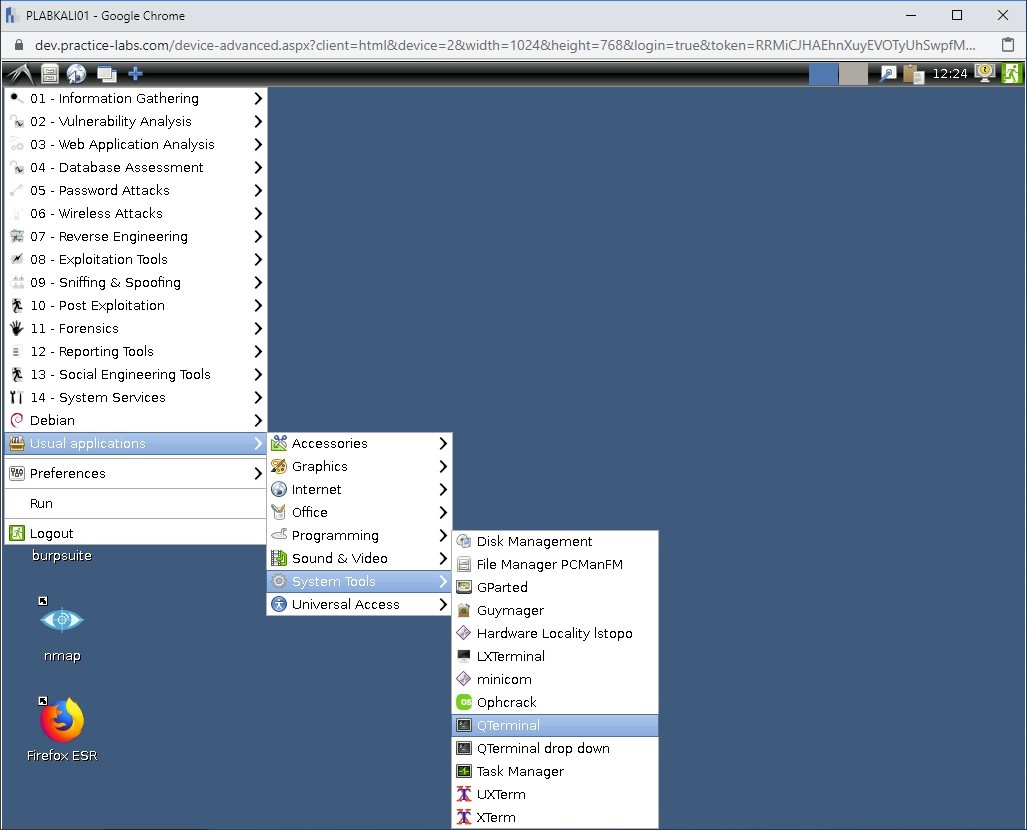 PLABKALI01 - Google Chrome
dev.practice-labs.com/device-advanced.aspx?client=html&device=2&width=1024&height=768&login=true&token=RRMiCJHAEhnXuyEVOTyUhSwpfM...
12:24
01 - Information Gathering
02 - Vulnerability Analysis
03 - Web Application Analysis
04 - Database Assessment
05 - Password Attacks
06 - Wireless Attacks
07 - Reverse Engineering
08 - Exploitation Tools
09 - Sniffing & Spoofing
10 - Post Exploitation
11 - Forensics
12 - Reporting Tools
13 - Social Engineering Tools
14 - System Services
Debian
Usual applications
Preferences
Run
Logout
Accessories
Graphics
Internet
Office
Programming
Sound & Video
System Tools
Universal Access
Disk Management
File Manager PCManFM
GParted
Guymager
Hardware Locality lstopo
LXTerminal
minicom
Ophcrack
QTerminal
QTerminal drop down
Task Manager
UXTerm
XTerm
burpsuite
nmap
Firefox ESR